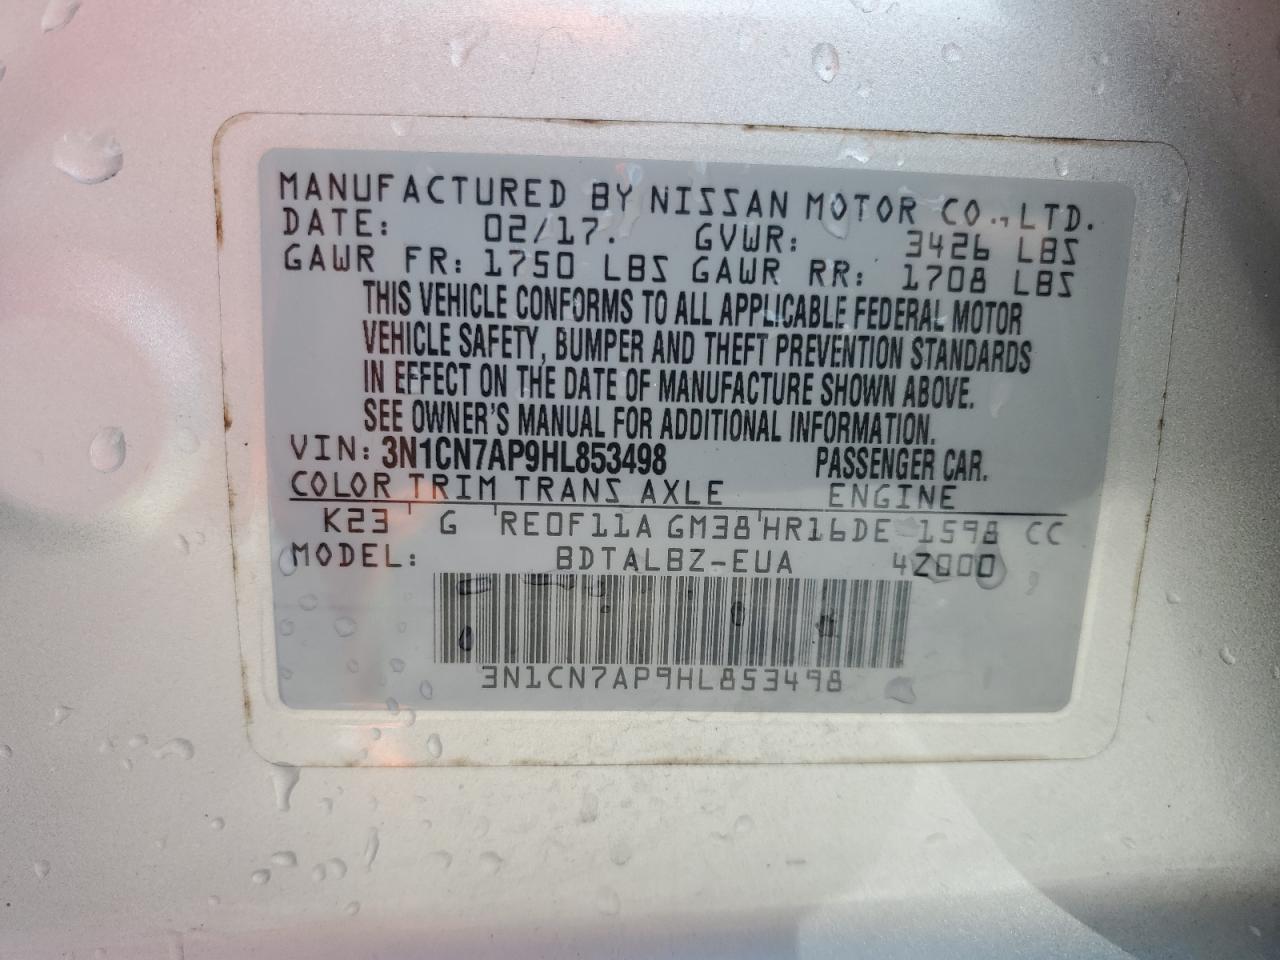 MANUFACTURED BY NISSAN MOTOR CO., LTD.
DATE: 02/17. GVWR: 3426 LBS
GAWR FR: 1750 LBS GAWR RR: 1708 LBS
THIS VEHICLE CONFORMS TO ALL APPLICABLE FEDERAL MOTOR
VEHICLE SAFETY, BUMPER AND THEFT PREVENTION STANDARDS
IN EFFECT ON THE DATE OF MANUFACTURE SHOWN ABOVE.
SEE OWNER'S MANUAL FOR ADDITIONAL INFORMATION.
VIN: 3N1CN7AP9HL853498 PASSENGER CAR.
COLOR TRIM TRANS AXLE ENGINE
K23 ' G 'RE0F11A GM38'HR16DE 1598 CC
MODEL: BDTALBZ-EUA 4Z000
3N1CN7AP9HL853498